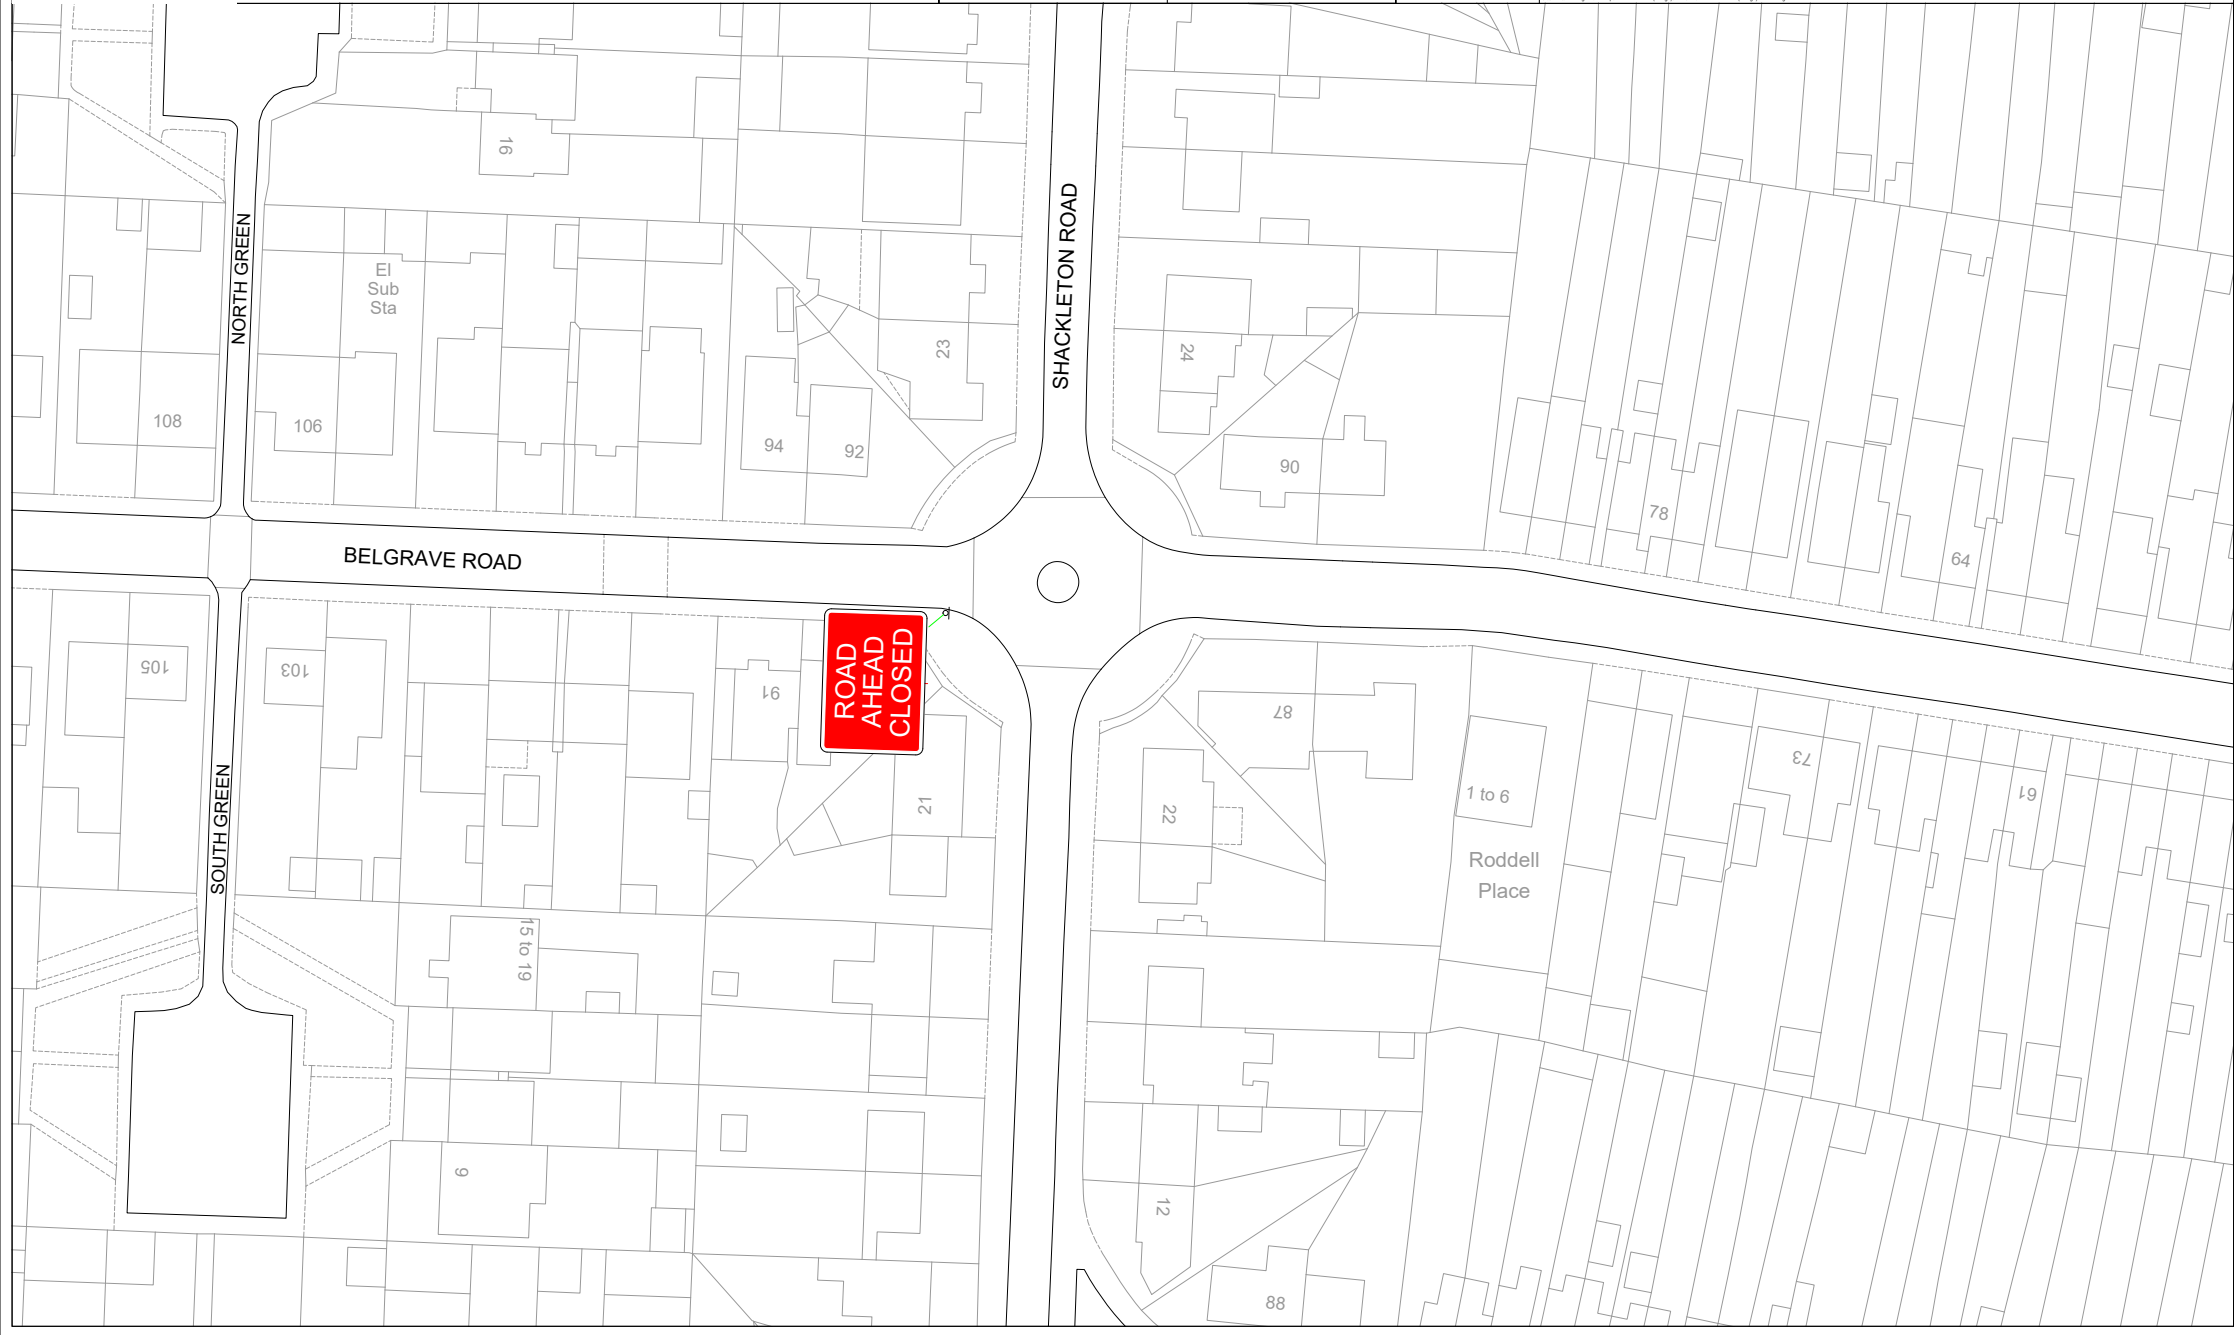 16
NORTH GREEN
SHACKLETON ROAD
El
Sub
Sta
23
24
108
106
94
92
90
78
64
BELGRAVE ROAD
105
103
91
ROAD
AHEAD
CLOSED
87
73
61
1 to 6
21
22
SOUTH GREEN
Roddell
Place
15 to 19
9
12
88